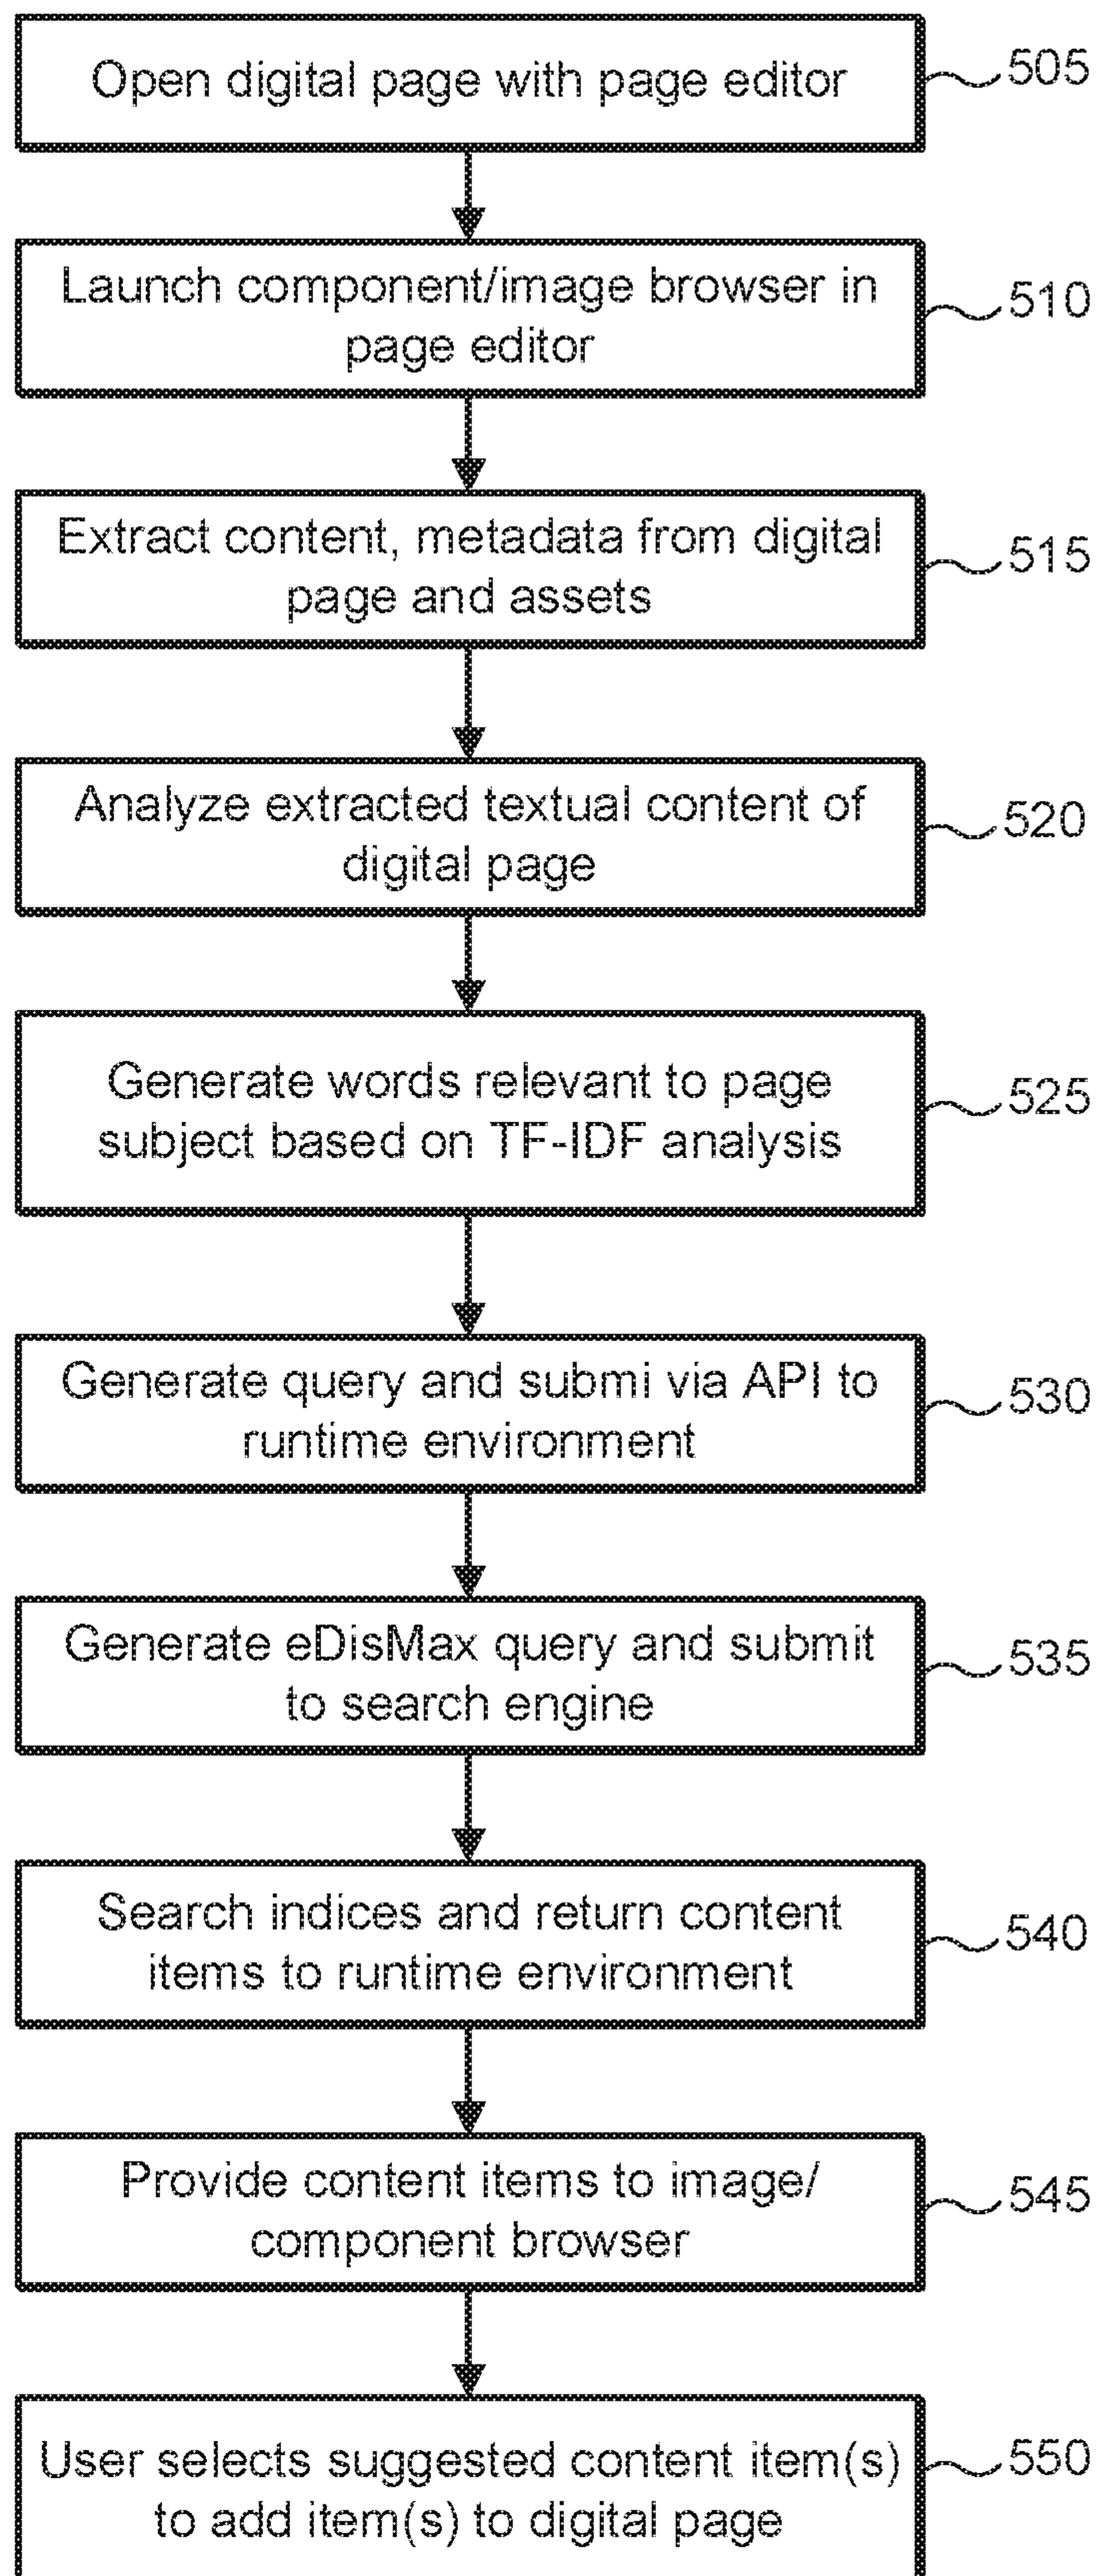 Open digital page with page editor
505
Launch component/image browser in
page editor
510
Extract content, metadata from digital
page and assets
515
Analyze extracted textual content of
digital page
520
Generate words relevant to page
subject based on TF-IDF analysis
525
Generate query and submi via API to
runtime environment
530
Generate eDisMax query and submit
to search engine
535
Search indices and return content
items to runtime environment
540
Provide content items to image/
component browser
545
User selects suggested content item(s)
to add item(s) to digital page
550